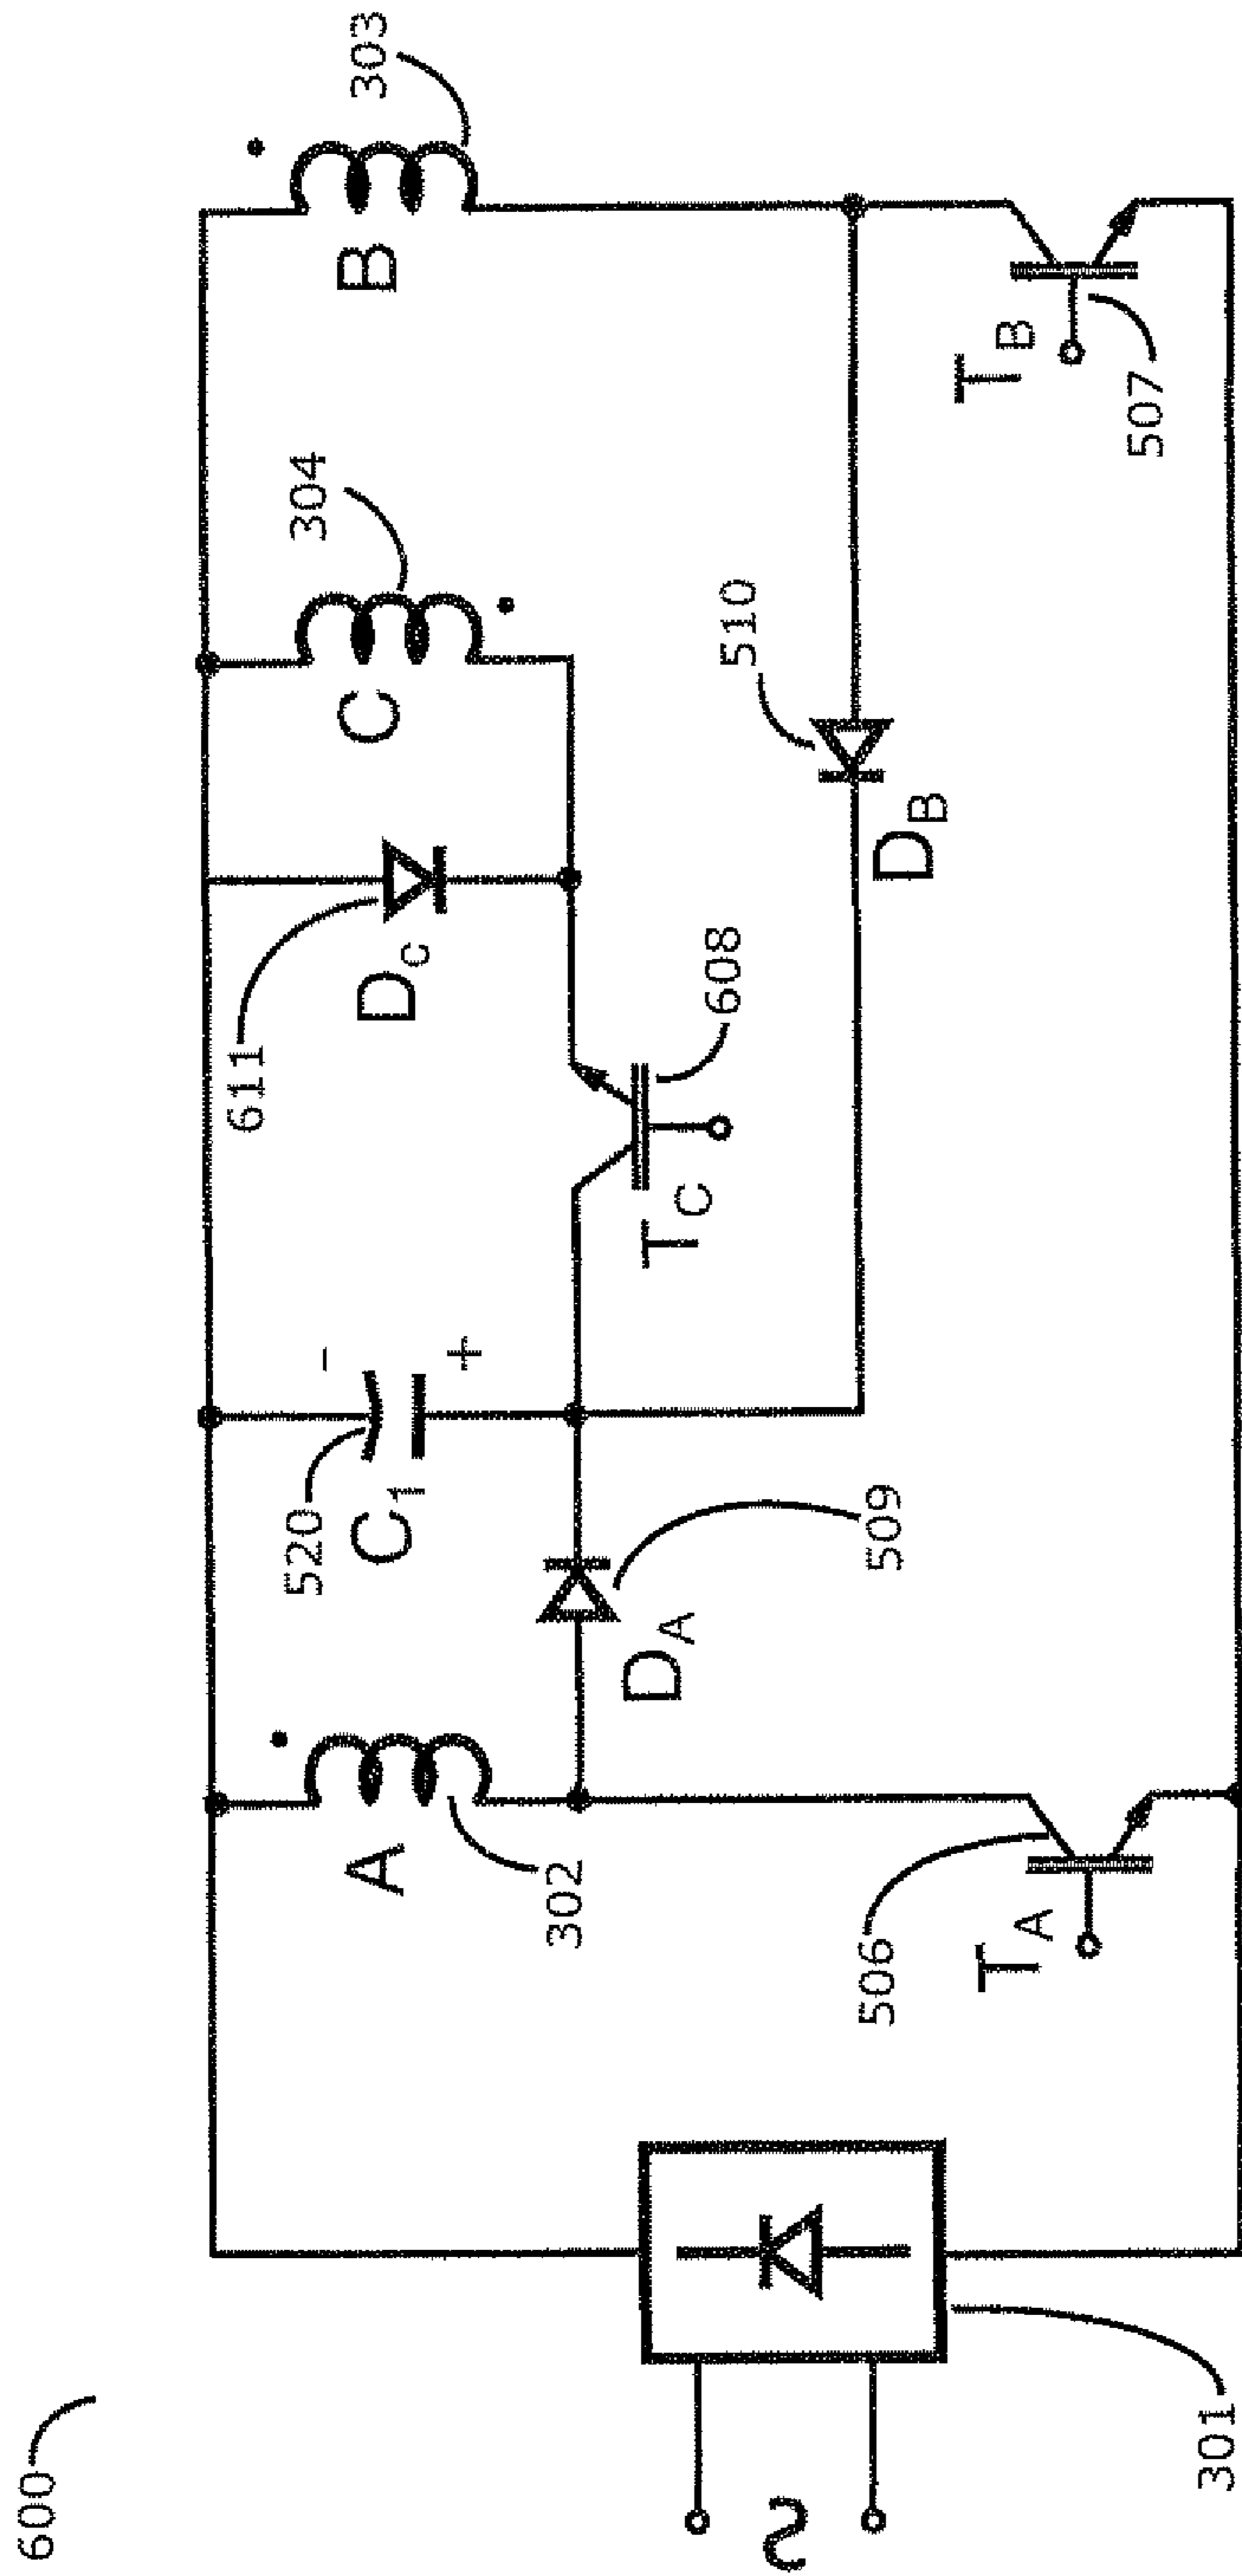 600
303
B
304
C
611
D_C
520
C_1
-
+
A
302
D_A
509
T_C
608
510
D_B
T_B
507
506
T_A
301
~